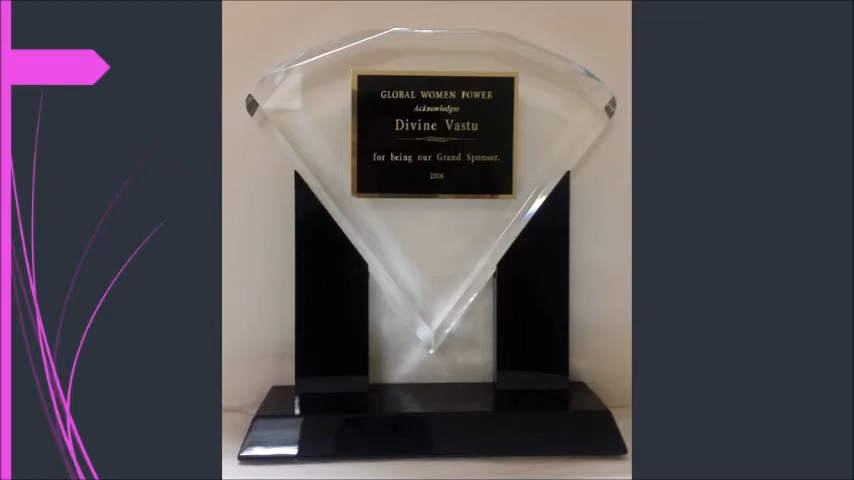 GLOBAL WOMEN POWER
Acknowledges
Divine Vastu
for being our Grand Sponsor.
2016